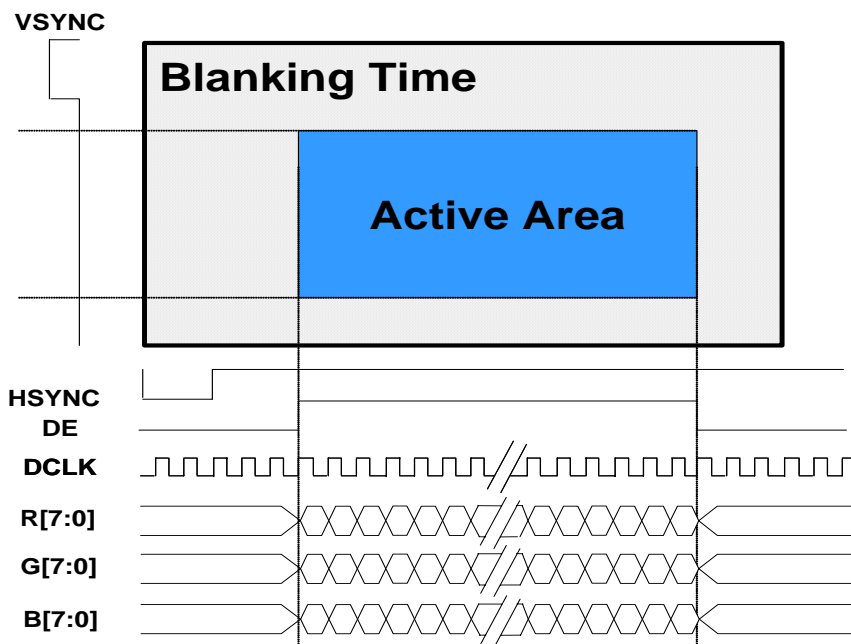 VSYNC
Blanking Time
Active Area
HSYNC
DE
DCLK
R[7:0]
G[7:0]
B[7:0]